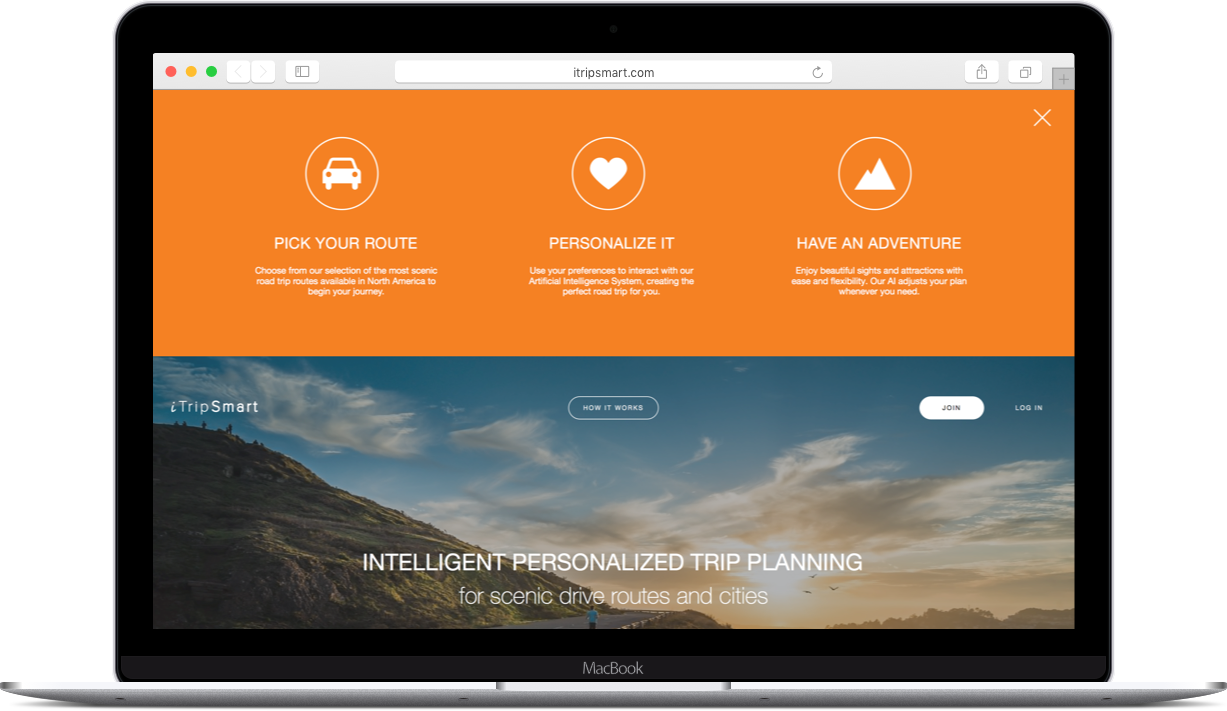 itripsmart.com
PICK YOUR ROUTE
Choose from our selection of the most scenic
road trip routes available in North America to
begin your journey.
PERSONALIZE IT
Use your preferences to interact with our
Artificial Intelligence System, creating the
perfect road trip for you.
HAVE AN ADVENTURE
Enjoy beautiful sights and attractions with
ease and flexibility. Our AI adjusts your plan
whenever you need.
iTripSmart
HOW IT WORKS
JOIN
LOG IN
INTELLIGENT PERSONALIZED TRIP PLANNING
for scenic drive routes and cities
MacBook